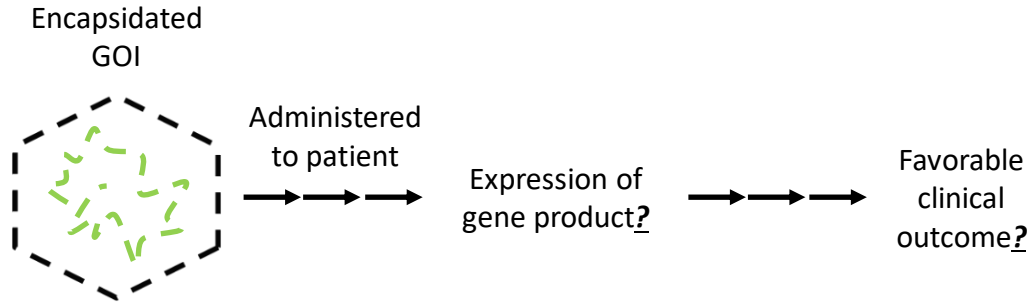 Encapsidated
GOI
Administered
to patient
Expression of
gene product?
Favorable
clinical
outcome?